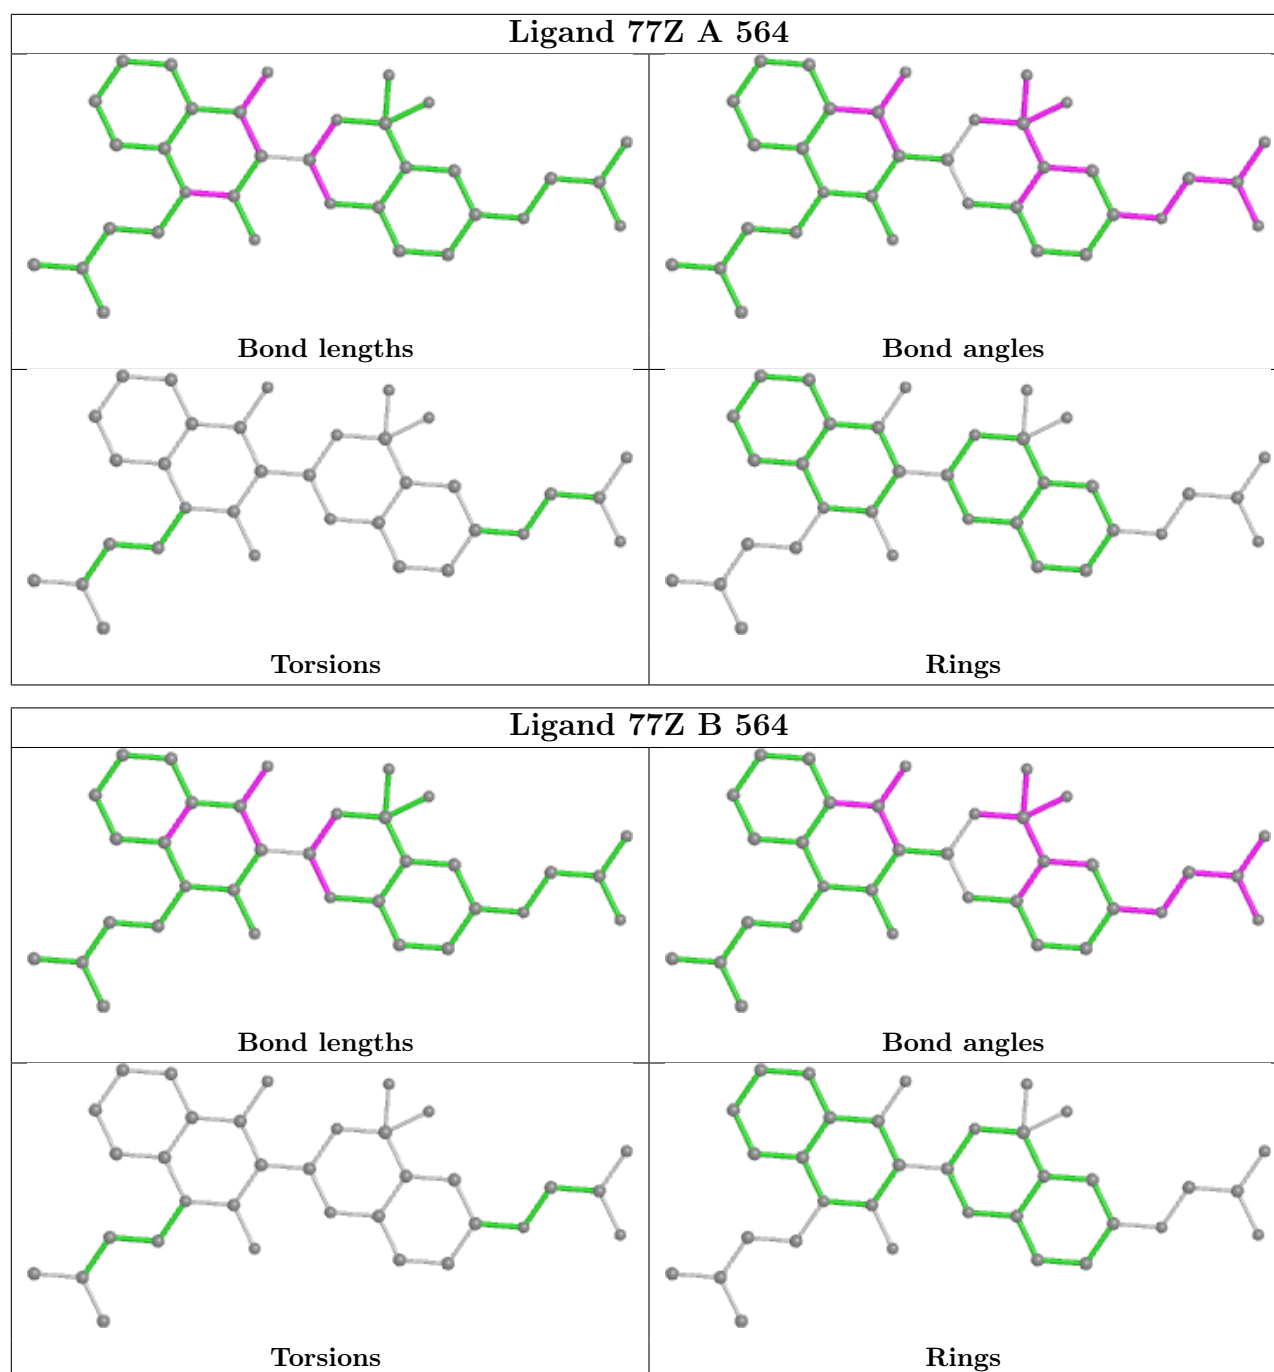 Ligand 77Z A 564
Bond lengths
Bond angles
Torsions
Rings
Ligand 77Z B 564
Bond lengths
Bond angles
Torsions
Rings